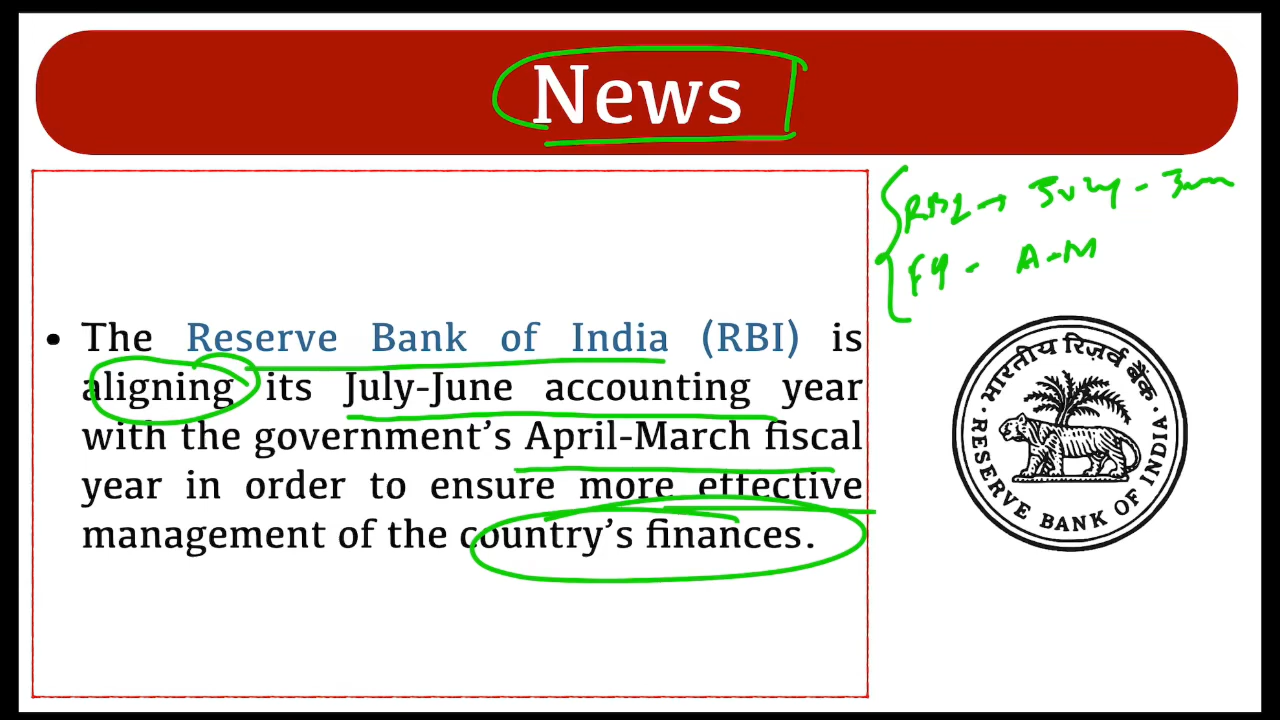 News
RBI → July - June
FY - A-M
• The Reserve Bank of India (RBI) is
aligning its July-June accounting year
with the government’s April-March fiscal
year in order to ensure more effective
management of the country’s finances.
भारतीय रिज़र्व बैंक
RESERVE BANK OF INDIA